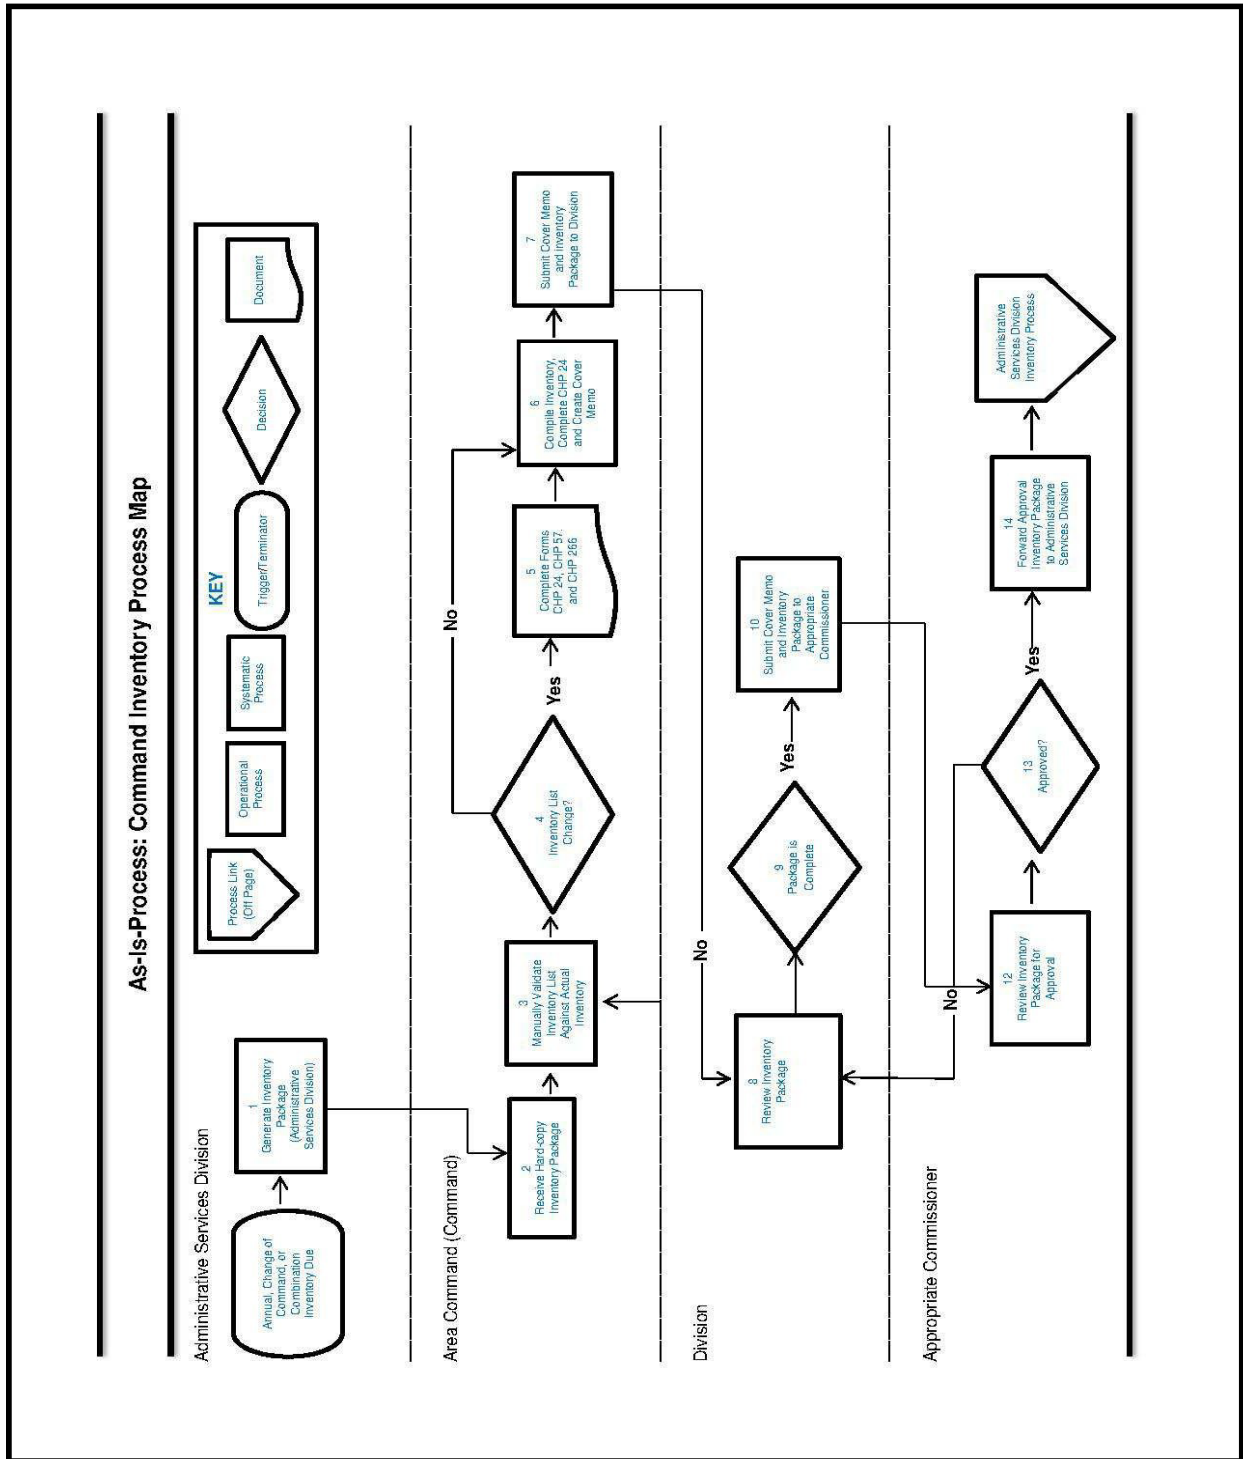 As-Is-Process: Command Inventory Process Map
KEY
Process Link
(Off Page)
Operational
Process
Systematic
Process
Trigger/Terminator
Decision
Document
Administrative Services Division
Annual, Change of
Command, or
Combination
Inventory Due
1
Generate Inventory
Package
(Administrative
Services Division)
Area Command (Command)
2
Receive Hard-copy
Inventory Package
3
Manually Validate
Inventory List
Against Actual
Inventory
4
Inventory List
Change?
No
Yes
5
Complete Forms
CHP 24, CHP 57,
and CHP 266
6
Compile Inventory,
Complete CHP 24
and Create Cover
Memo
7
Submit Cover Memo
and Inventory
Package to Division
Division
8
Review Inventory
Package
No
9
Package is
Complete
Yes
10
Submit Cover Memo
and Inventory
Package to
Appropriate
Commissioner
Appropriate Commissioner
12
Review Inventory
Package for
Approval
No
13
Approved?
Yes
14
Forward Approval
Inventory Package
to Administrative
Services Division
Administrative
Services Division
Inventory Process